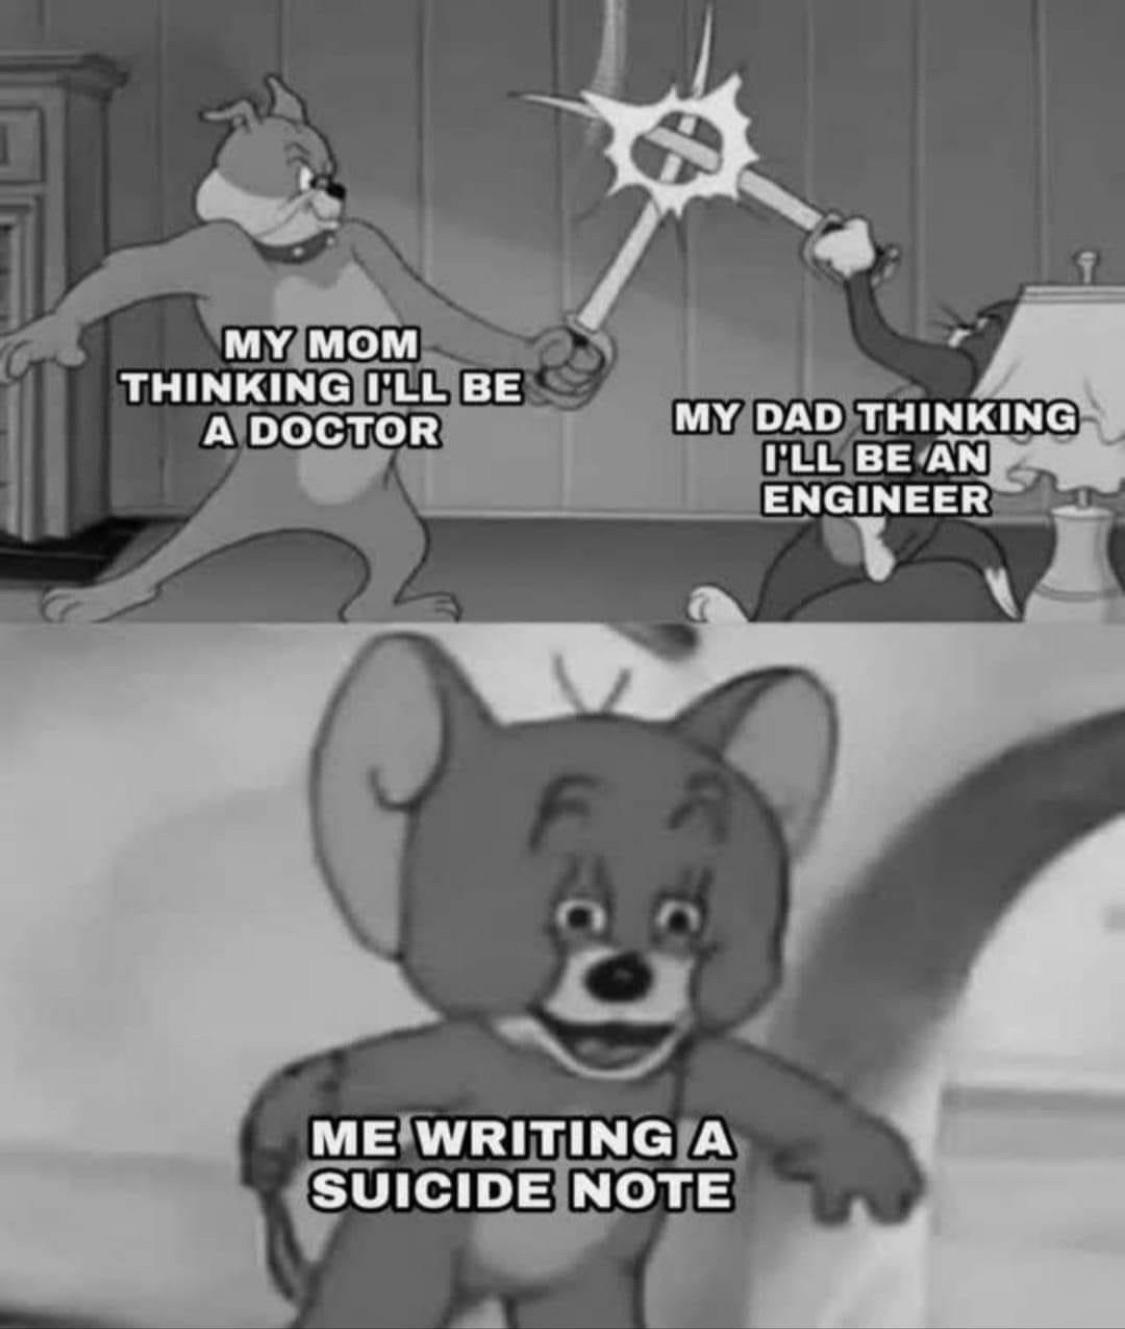 MY MOM
THINKING I'LL BE
A DOCTOR
MY DAD THINKING
I'LL BE AN
ENGINEER
ME WRITING A
SUICIDE NOTE